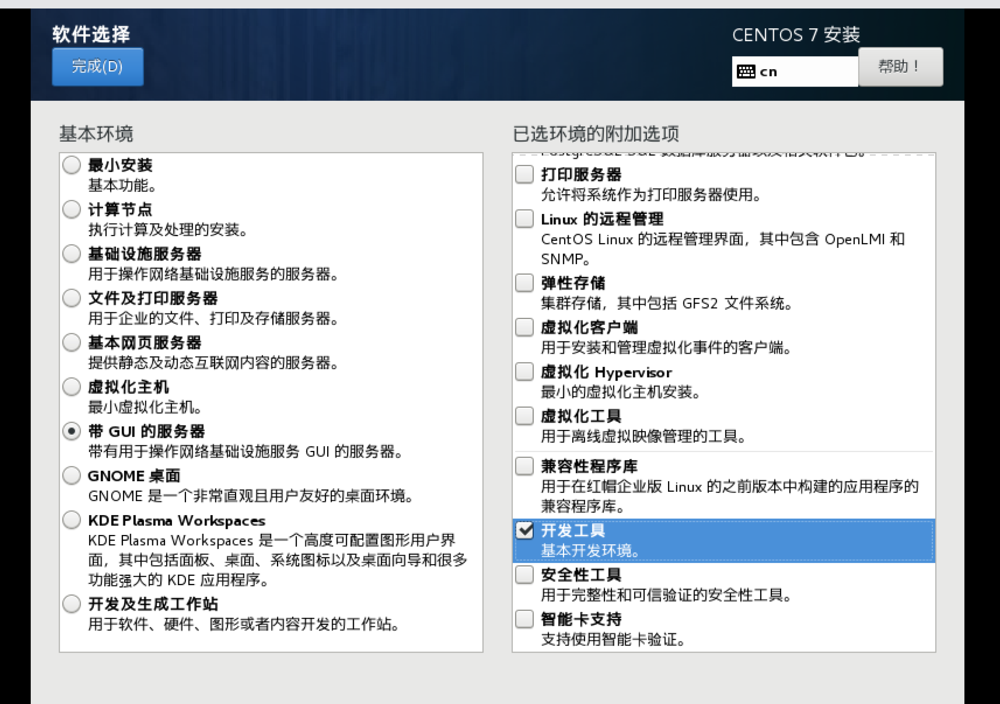 软件选择
完成(D)
CENTOS 7 安装
cn
帮助！
基本环境
最小安装
基本功能。
计算节点
执行计算及处理的安装。
基础设施服务器
用于操作网络基础设施服务的服务器。
文件及打印服务器
用于企业的文件、打印及存储服务器。
基本网页服务器
提供静态及动态互联网内容的服务器。
虚拟化主机
最小虚拟化主机。
带 GUI 的服务器
带有用于操作网络基础设施服务 GUI 的服务器。
GNOME 桌面
GNOME 是一个非常直观且用户友好的桌面环境。
KDE Plasma Workspaces
KDE Plasma Workspaces 是一个高度可配置图形用户界
面，其中包括面板、桌面、系统图标以及桌面向导和很多
功能强大的 KDE 应用程序。
开发及生成工作站
用于软件、硬件、图形或者内容开发的工作站。
已选环境的附加选项
打印服务器
允许将系统作为打印服务器使用。
Linux 的远程管理
CentOS Linux 的远程管理界面，其中包含 OpenLMI 和
SNMP。
弹性存储
集群存储，其中包括 GFS2 文件系统。
虚拟化客户端
用于安装和管理虚拟化事件的客户端。
虚拟化 Hypervisor
最小的虚拟化主机安装。
虚拟化工具
用于离线虚拟映像管理的工具。
兼容性程序库
用于在红帽企业版 Linux 的之前版本中构建的应用程序的
兼容程序库。
开发工具
基本开发环境。
安全性工具
用于完整性和可信验证的安全性工具。
智能卡支持
支持使用智能卡验证。